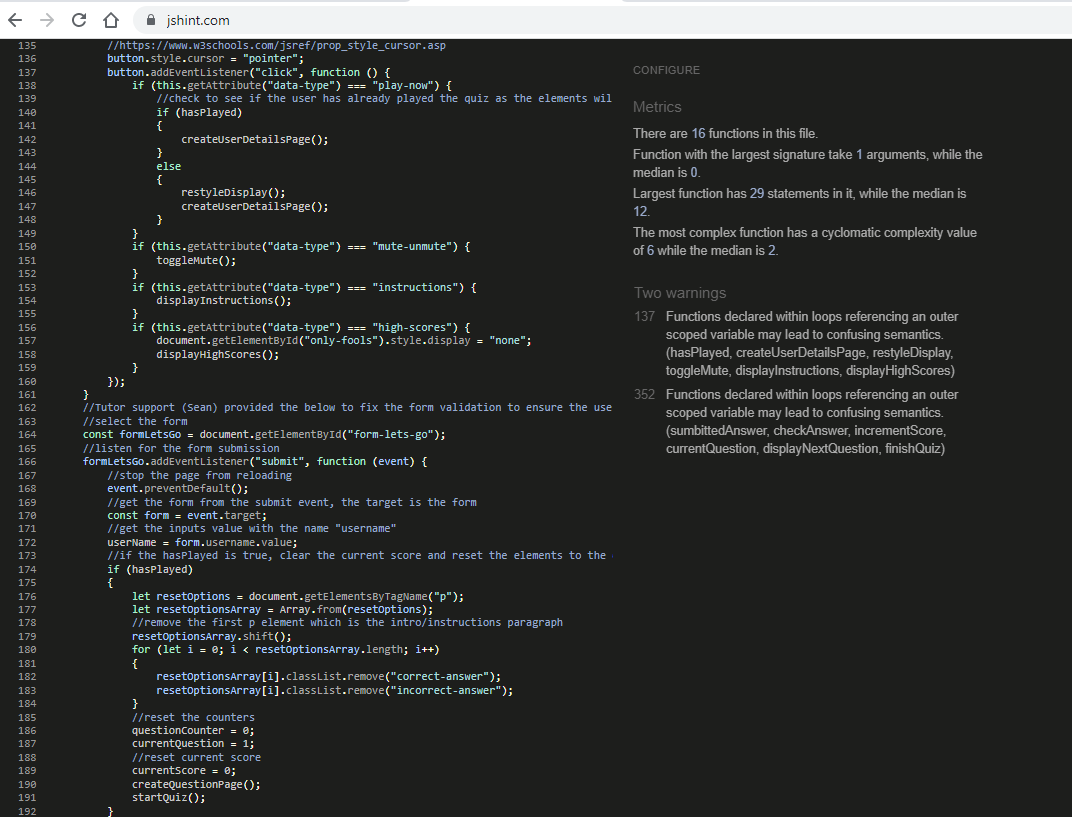 jshint.com
135 //https://www.w3schools.com/jsref/prop_style_cursor.asp
136 button.style.cursor = "pointer";
137 button.addEventListener("click", function () {
138 if (this.getAttribute("data-type") === "play-now") {
139 //check to see if the user has already played the quiz as the elements wil
140 if (hasPlayed)
141 {
142 createUserDetailsPage();
143 }
144 else
145 {
146 restyleDisplay();
147 createUserDetailsPage();
148 }
149 }
150 if (this.getAttribute("data-type") === "mute-unmute") {
151 toggleMute();
152 }
153 if (this.getAttribute("data-type") === "instructions") {
154 displayInstructions();
155 }
156 if (this.getAttribute("data-type") === "high-scores") {
157 document.getElementById("only-fools").style.display = "none";
158 displayHighScores();
159 }
160 });
161 }
162 //Tutor support (Sean) provided the below to fix the form validation to ensure the use
163 //select the form
164 const formLetsGo = document.getElementById("form-lets-go");
165 //listen for the form submission
166 formLetsGo.addEventListener("submit", function (event) {
167 //stop the page from reloading
168 event.preventDefault();
169 //get the form from the submit event, the target is the form
170 const form = event.target;
171 //get the inputs value with the name "username"
172 userName = form.username.value;
173 //if the hasPlayed is true, clear the current score and reset the elements to the
174 if (hasPlayed)
175 {
176 let resetOptions = document.getElementsByTagName("p");
177 let resetOptionsArray = Array.from(resetOptions);
178 //remove the first p element which is the intro/instructions paragraph
179 resetOptionsArray.shift();
180 for (let i = 0; i < resetOptionsArray.length; i++)
181 {
182 resetOptionsArray[i].classList.remove("correct-answer");
183 resetOptionsArray[i].classList.remove("incorrect-answer");
184 }
185 //reset the counters
186 questionCounter = 0;
187 currentQuestion = 1;
188 //reset current score
189 currentScore = 0;
190 createQuestionPage();
191 startQuiz();
192 }
CONFIGURE
Metrics
There are 16 functions in this file.
Function with the largest signature take 1 arguments, while the
median is 0.
Largest function has 29 statements in it, while the median is
12.
The most complex function has a cyclomatic complexity value
of 6 while the median is 2.
Two warnings
137 Functions declared within loops referencing an outer
scoped variable may lead to confusing semantics.
(hasPlayed, createUserDetailsPage, restyleDisplay,
toggleMute, displayInstructions, displayHighScores)
352 Functions declared within loops referencing an outer
scoped variable may lead to confusing semantics.
(sumbittedAnswer, checkAnswer, incrementScore,
currentQuestion, displayNextQuestion, finishQuiz)